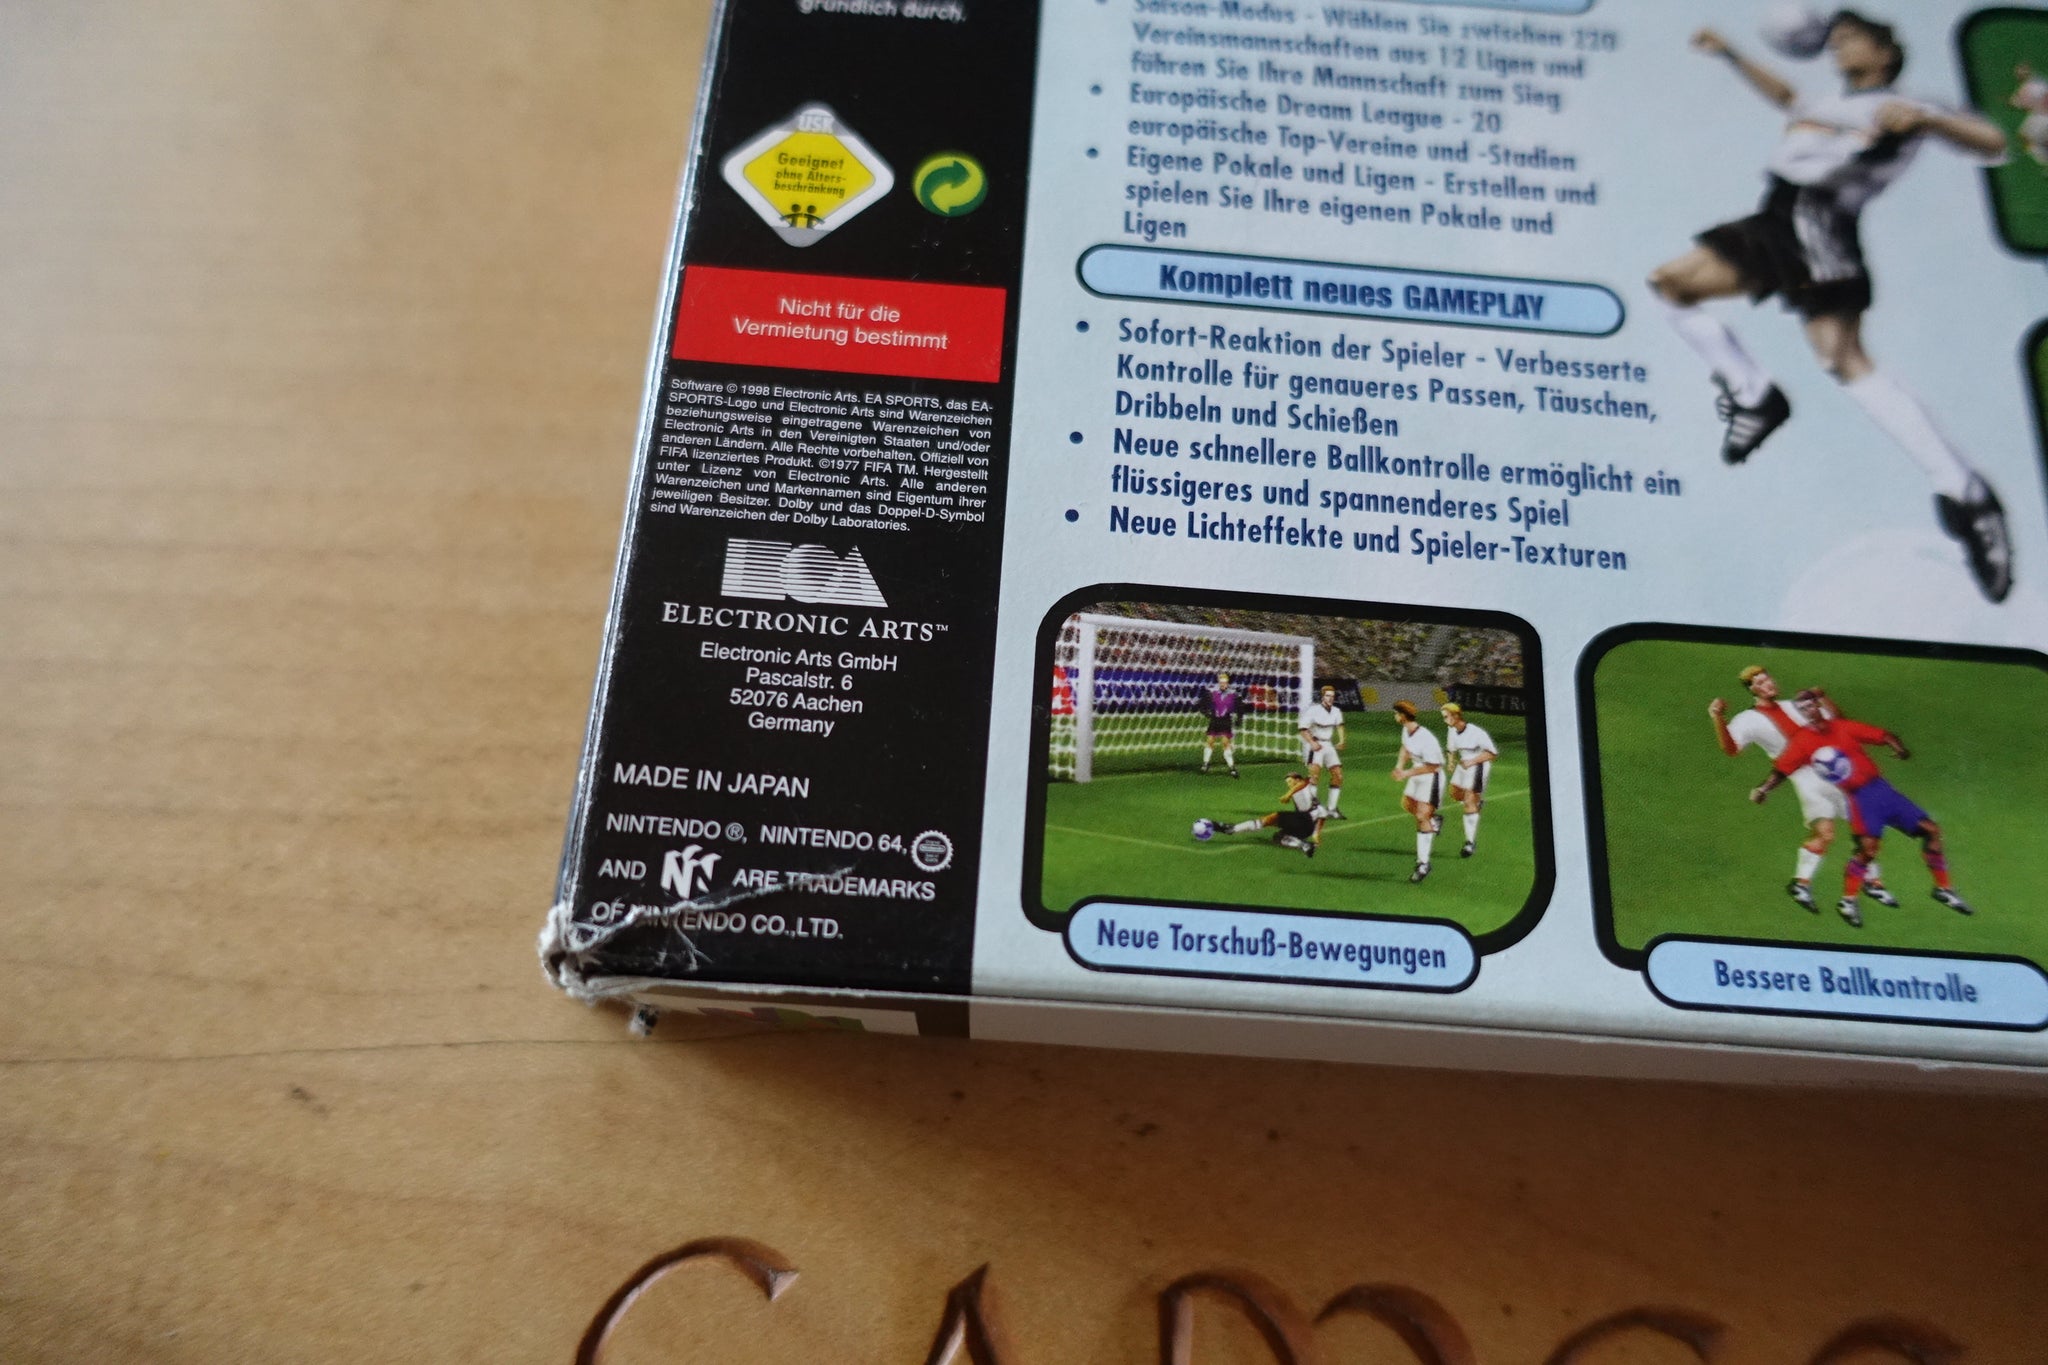 gründlich durch.
USK
Geeignet
ohne Alters-
beschränkung
Nicht für die
Vermietung bestimmt
Software © 1998 Electronic Arts. EA SPORTS, das EA-
SPORTS-Logo und Electronic Arts sind Warenzeichen
beziehungsweise eingetragene Warenzeichen von
Electronic Arts in den Vereinigten Staaten und/oder
anderen Ländern. Alle Rechte vorbehalten. Offiziell von
FIFA lizenziertes Produkt. ©1977 FIFA TM. Hergestellt
unter Lizenz von Electronic Arts. Alle anderen
Warenzeichen und Markennamen sind Eigentum ihrer
jeweiligen Besitzer. Dolby und das Doppel-D-Symbol
sind Warenzeichen der Dolby Laboratories.
EA
ELECTRONIC ARTS™
Electronic Arts GmbH
Pascalstr. 6
52076 Aachen
Germany
MADE IN JAPAN
NINTENDO ®, NINTENDO 64,
AND N ARE TRADEMARKS
OF NINTENDO CO.,LTD.
• Saison-Modus - Wählen Sie zwischen 220
Vereinsmannschaften aus 12 Ligen und
führen Sie Ihre Mannschaft zum Sieg
• Europäische Dream League - 20
europäische Top-Vereine und -Stadien
• Eigene Pokale und Ligen - Erstellen und
spielen Sie Ihre eigenen Pokale und
Ligen
Komplett neues GAMEPLAY
• Sofort-Reaktion der Spieler - Verbesserte
Kontrolle für genaueres Passen, Täuschen,
Dribbeln und Schießen
• Neue schnellere Ballkontrolle ermöglicht ein
flüssigeres und spannenderes Spiel
• Neue Lichteffekte und Spieler-Texturen
Neue Torschuß-Bewegungen
Bessere Ballkontrolle